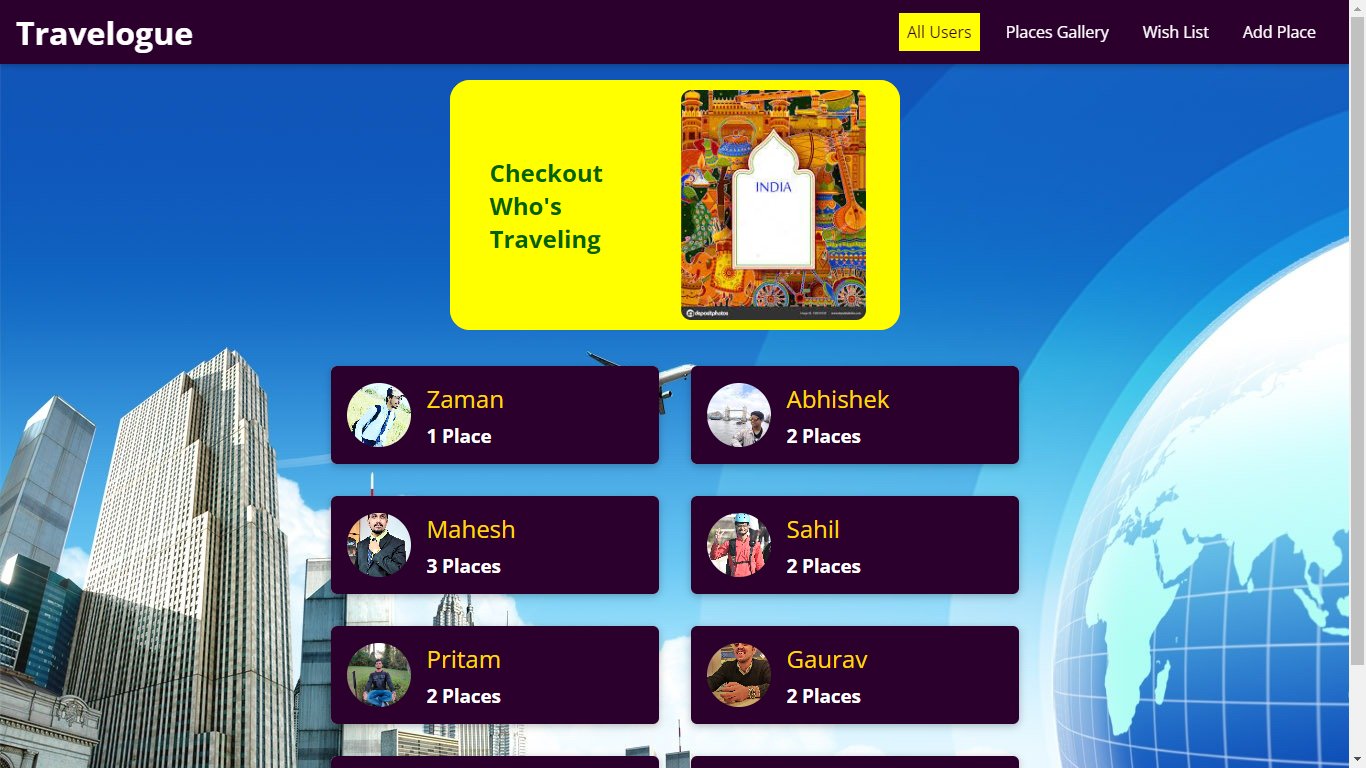 Travelogue
All Users
Places Gallery
Wish List
Add Place
Checkout
Who's
Traveling
INDIA
depositphotos
Zaman
1 Place
Abhishek
2 Places
Mahesh
3 Places
Sahil
2 Places
Pritam
2 Places
Gaurav
2 Places